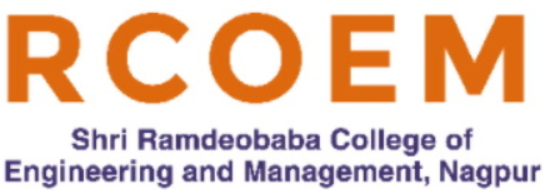 RCOEM
Shri Ramdeobaba College of
Engineering and Management, Nagpur